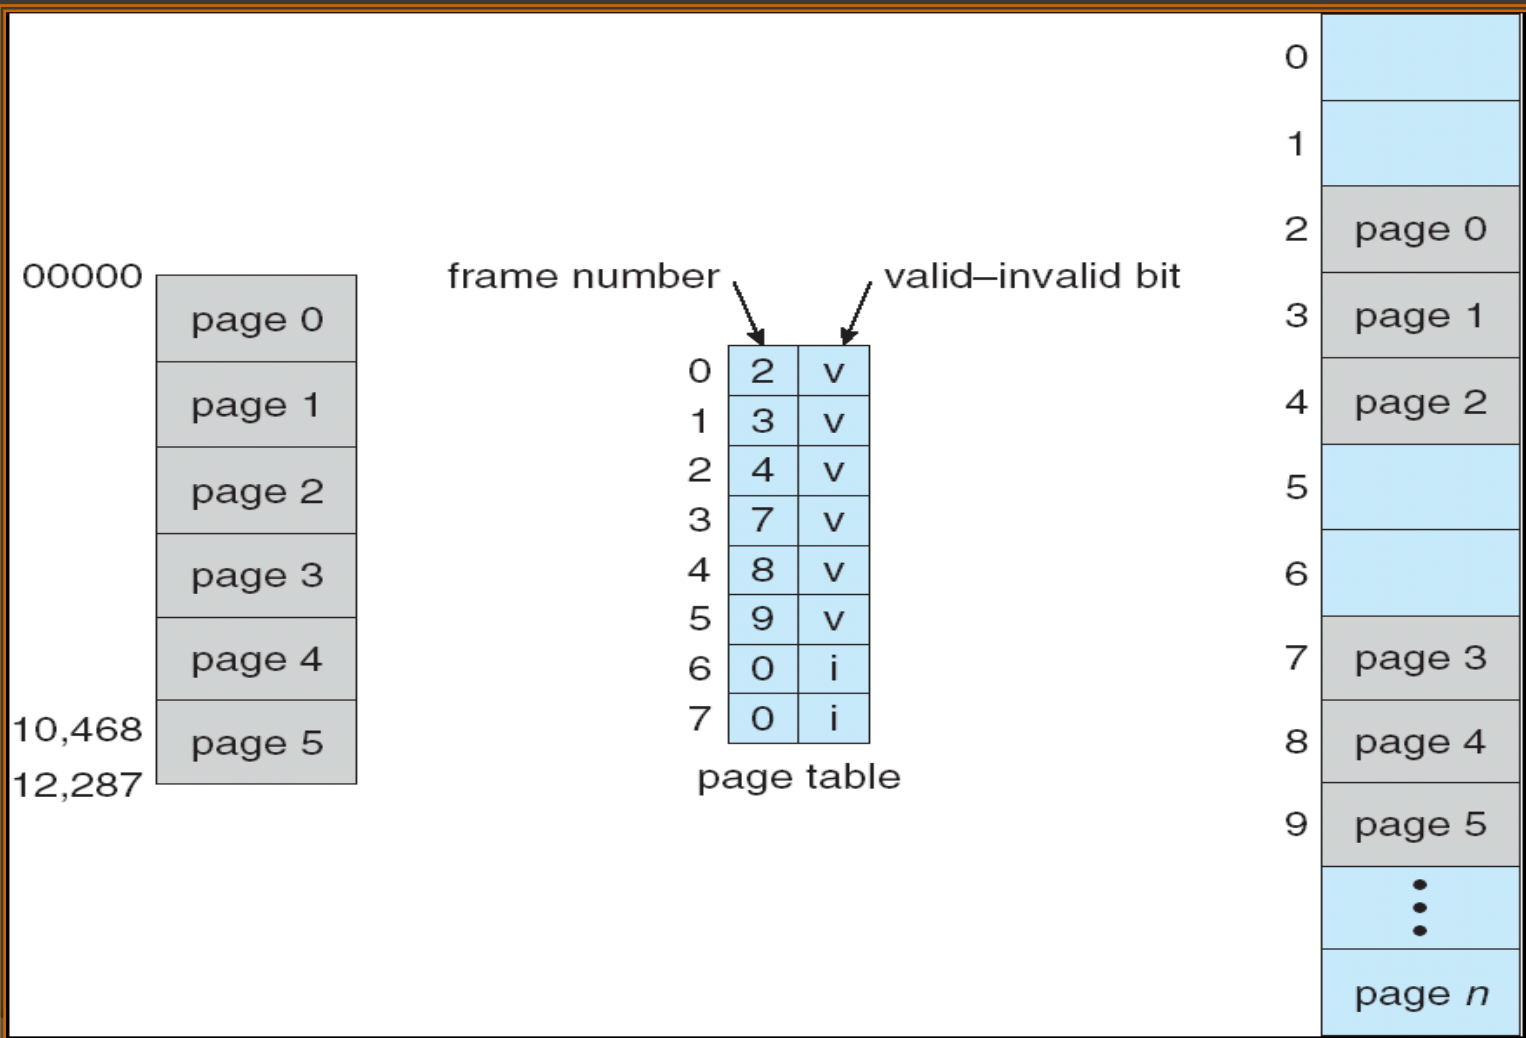 00000
page 0
page 1
page 2
page 3
page 4
10,468
page 5
12,287
frame number
valid–invalid bit
0 2 v
1 3 v
2 4 v
3 7 v
4 8 v
5 9 v
6 0 i
7 0 i
page table
0
1
2 page 0
3 page 1
4 page 2
5
6
7 page 3
8 page 4
9 page 5
page n